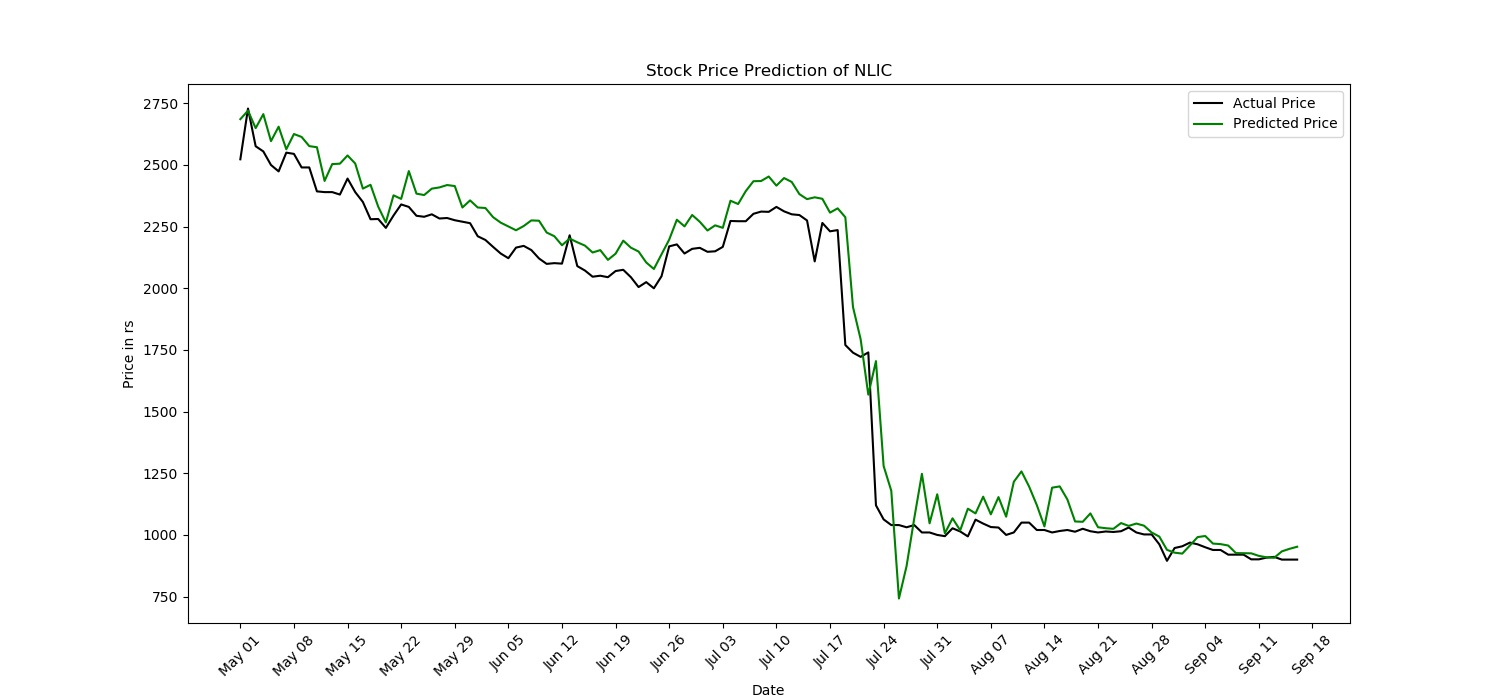 Stock Price Prediction of NLIC
Actual Price
Predicted Price
Price in rs
2750
2500
2250
2000
1750
1500
1250
1000
750
May 01
May 08
May 15
May 22
May 29
Jun 05
Jun 12
Jun 19
Jun 26
Jul 03
Jul 10
Jul 17
Jul 24
Jul 31
Aug 07
Aug 14
Aug 21
Aug 28
Sep 04
Sep 11
Sep 18
Date